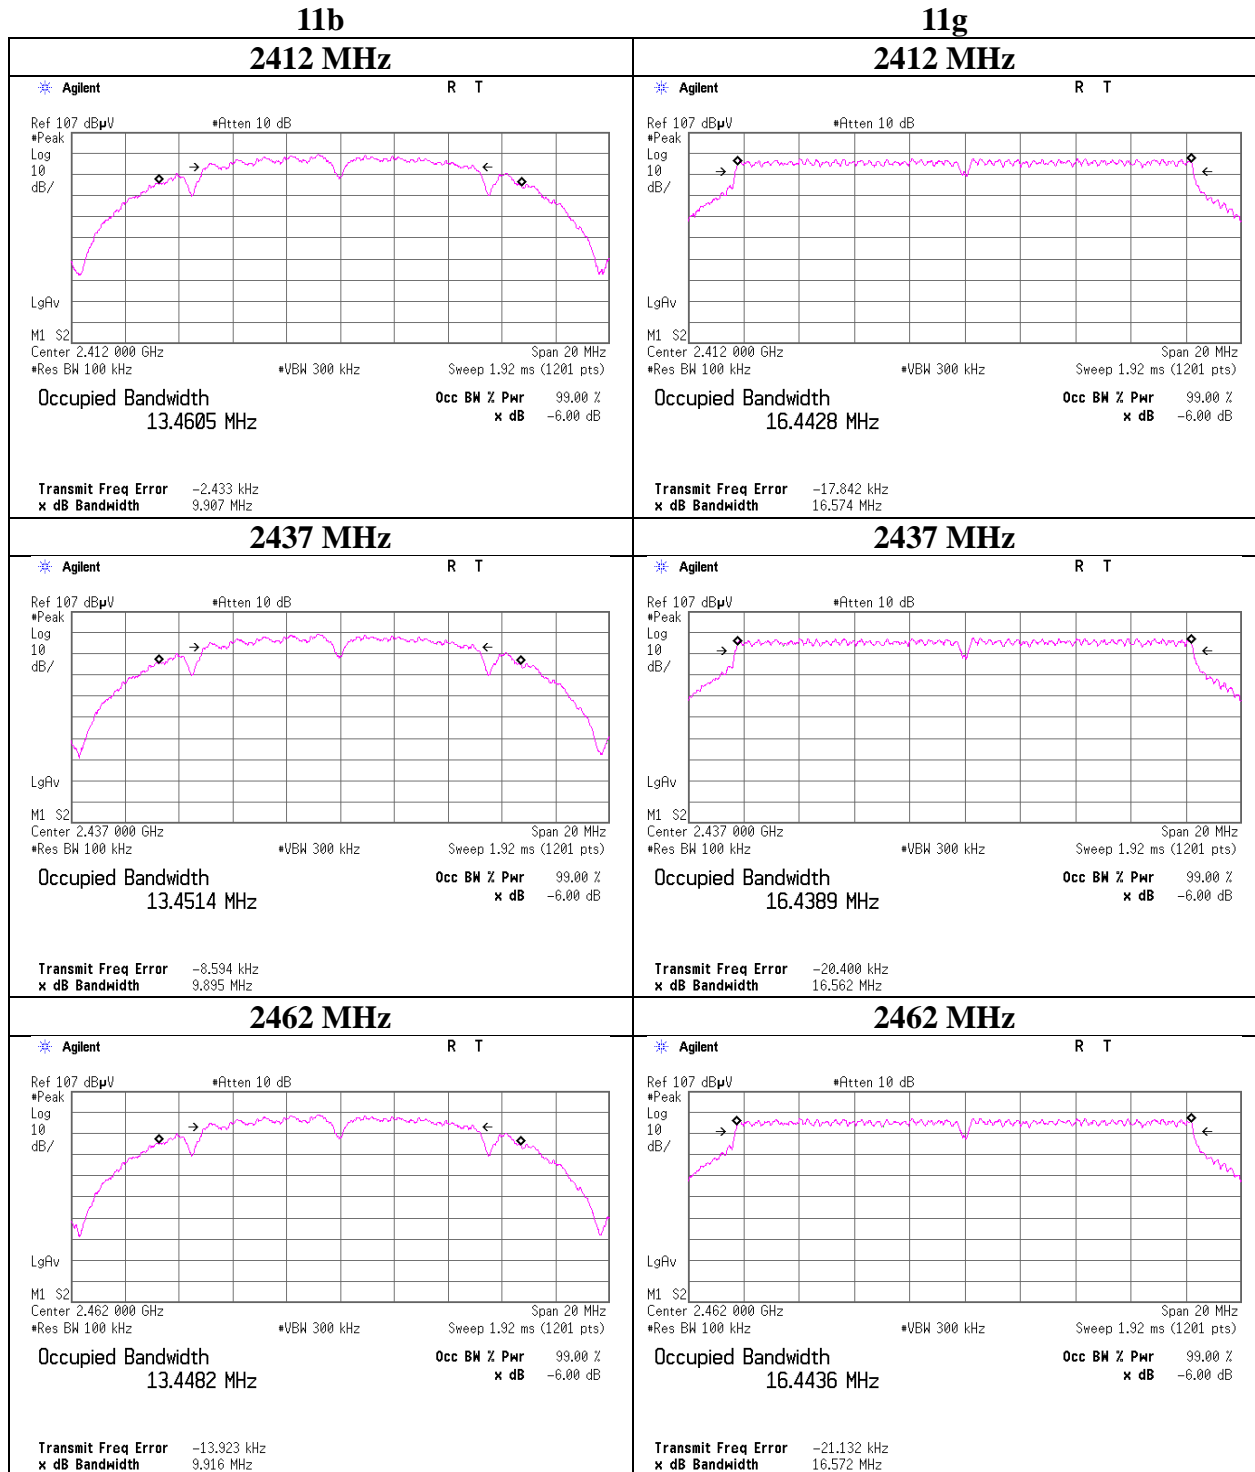 11b 11g
2412 MHz 2412 MHz
Agilent R T
Ref 107 dBµV #Atten 10 dB
#Peak
Log
10
dB/
LgAv
M1 S2
Center 2.412 000 GHz Span 20 MHz
#Res BW 100 kHz #VBW 300 kHz Sweep 1.92 ms (1201 pts)
Occupied Bandwidth Occ BW % Pwr 99.00 %
13.4605 MHz x dB -6.00 dB
Transmit Freq Error -2.433 kHz
x dB Bandwidth 9.907 MHz
Agilent R T
Ref 107 dBµV #Atten 10 dB
#Peak
Log
10
dB/
LgAv
M1 S2
Center 2.412 000 GHz Span 20 MHz
#Res BW 100 kHz #VBW 300 kHz Sweep 1.92 ms (1201 pts)
Occupied Bandwidth Occ BW % Pwr 99.00 %
16.4428 MHz x dB -6.00 dB
Transmit Freq Error -17.842 kHz
x dB Bandwidth 16.574 MHz
2437 MHz 2437 MHz
Agilent R T
Ref 107 dBµV #Atten 10 dB
#Peak
Log
10
dB/
LgAv
M1 S2
Center 2.437 000 GHz Span 20 MHz
#Res BW 100 kHz #VBW 300 kHz Sweep 1.92 ms (1201 pts)
Occupied Bandwidth Occ BW % Pwr 99.00 %
13.4514 MHz x dB -6.00 dB
Transmit Freq Error -8.594 kHz
x dB Bandwidth 9.895 MHz
Agilent R T
Ref 107 dBµV #Atten 10 dB
#Peak
Log
10
dB/
LgAv
M1 S2
Center 2.437 000 GHz Span 20 MHz
#Res BW 100 kHz #VBW 300 kHz Sweep 1.92 ms (1201 pts)
Occupied Bandwidth Occ BW % Pwr 99.00 %
16.4389 MHz x dB -6.00 dB
Transmit Freq Error -20.400 kHz
x dB Bandwidth 16.562 MHz
2462 MHz 2462 MHz
Agilent R T
Ref 107 dBµV #Atten 10 dB
#Peak
Log
10
dB/
LgAv
M1 S2
Center 2.462 000 GHz Span 20 MHz
#Res BW 100 kHz #VBW 300 kHz Sweep 1.92 ms (1201 pts)
Occupied Bandwidth Occ BW % Pwr 99.00 %
13.4482 MHz x dB -6.00 dB
Transmit Freq Error -13.923 kHz
x dB Bandwidth 9.916 MHz
Agilent R T
Ref 107 dBµV #Atten 10 dB
#Peak
Log
10
dB/
LgAv
M1 S2
Center 2.462 000 GHz Span 20 MHz
#Res BW 100 kHz #VBW 300 kHz Sweep 1.92 ms (1201 pts)
Occupied Bandwidth Occ BW % Pwr 99.00 %
16.4436 MHz x dB -6.00 dB
Transmit Freq Error -21.132 kHz
x dB Bandwidth 16.572 MHz